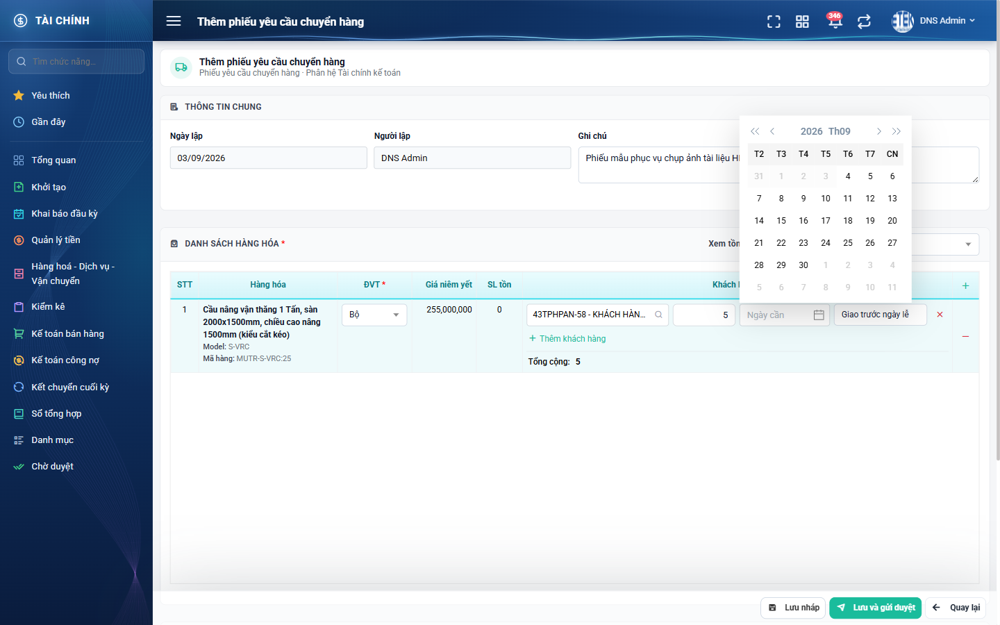 TÀI CHÍNH
Tìm chức năng...
Yêu thích
Gần đây
Tổng quan
Khởi tạo
Khai báo đầu kỳ
Quản lý tiền
Hàng hoá - Dịch vụ -
Vận chuyển
Kiểm kê
Kế toán bán hàng
Kế toán công nợ
Kết chuyển cuối kỳ
Sổ tổng hợp
Danh mục
Chờ duyệt
Thêm phiếu yêu cầu chuyển hàng
346
DNS Admin
Thêm phiếu yêu cầu chuyển hàng
Phiếu yêu cầu chuyển hàng · Phân hệ Tài chính kế toán
THÔNG TIN CHUNG
Ngày lập Người lập Ghi chú
03/09/2026 DNS Admin Phiếu mẫu phục vụ chụp ảnh tài liệu
2026 Th09
T2 T3 T4 T5 T6 T7 CN
31 1 2 3 4 5 6
7 8 9 10 11 12 13
14 15 16 17 18 19 20
21 22 23 24 25 26 27
28 29 30 1 2 3 4
5 6 7 8 9 10 11
DANH SÁCH HÀNG HÓA * Xem tồn
STT Hàng hóa ĐVT * Giá niêm yết SL tồn Khách
1 Cầu nâng vận thăng 1 Tấn, sàn
2000x1500mm, chiều cao nâng
1500mm (kiểu cắt kéo)
Model: S-VRC
Mã hàng: MUTR-S-VRC:25
Bộ 255,000,000 0 43TPHPAN-58 - KHÁCH HÀN... 5 Ngày cần Giao trước ngày lễ
Thêm khách hàng
Tổng cộng: 5
Lưu nháp Lưu và gửi duyệt Quay lại